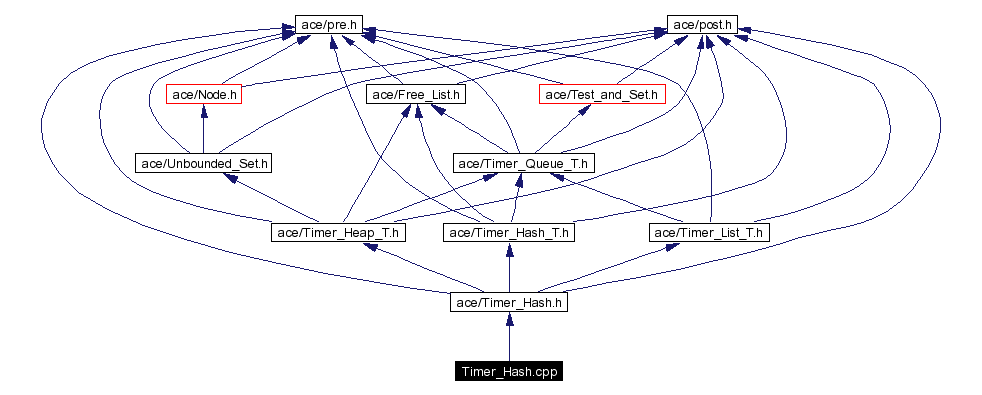 ace/pre.h
ace/post.h
ace/Node.h
ace/Free_List.h
ace/Test_and_Set.h
ace/Unbounded_Set.h
ace/Timer_Queue_T.h
ace/Timer_Heap_T.h
ace/Timer_Hash_T.h
ace/Timer_List_T.h
ace/Timer_Hash.h
Timer_Hash.cpp